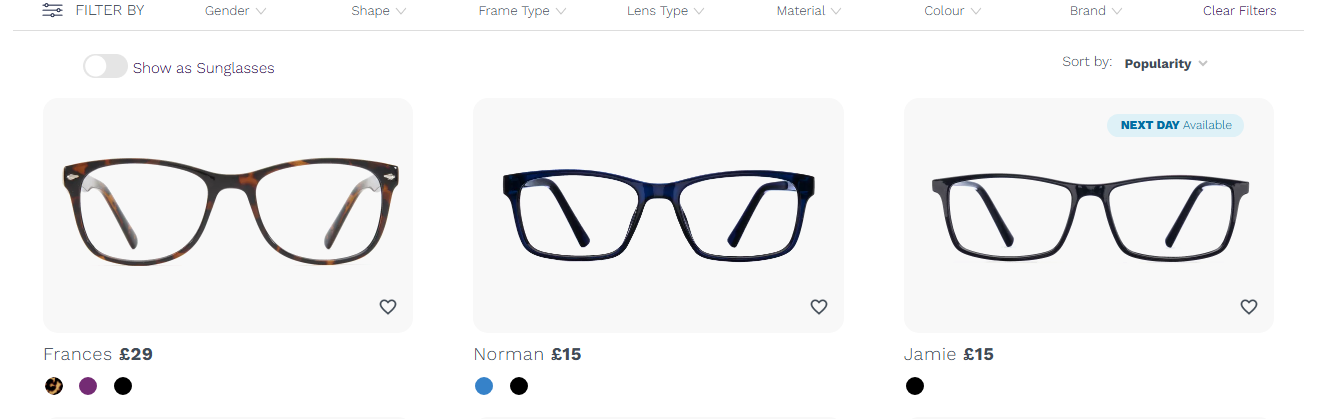 FILTER BY Gender Shape Frame Type Lens Type Material Colour Brand Clear Filters
Show as Sunglasses
Sort by: Popularity
NEXT DAY Available
Frances £29
Norman £15
Jamie £15